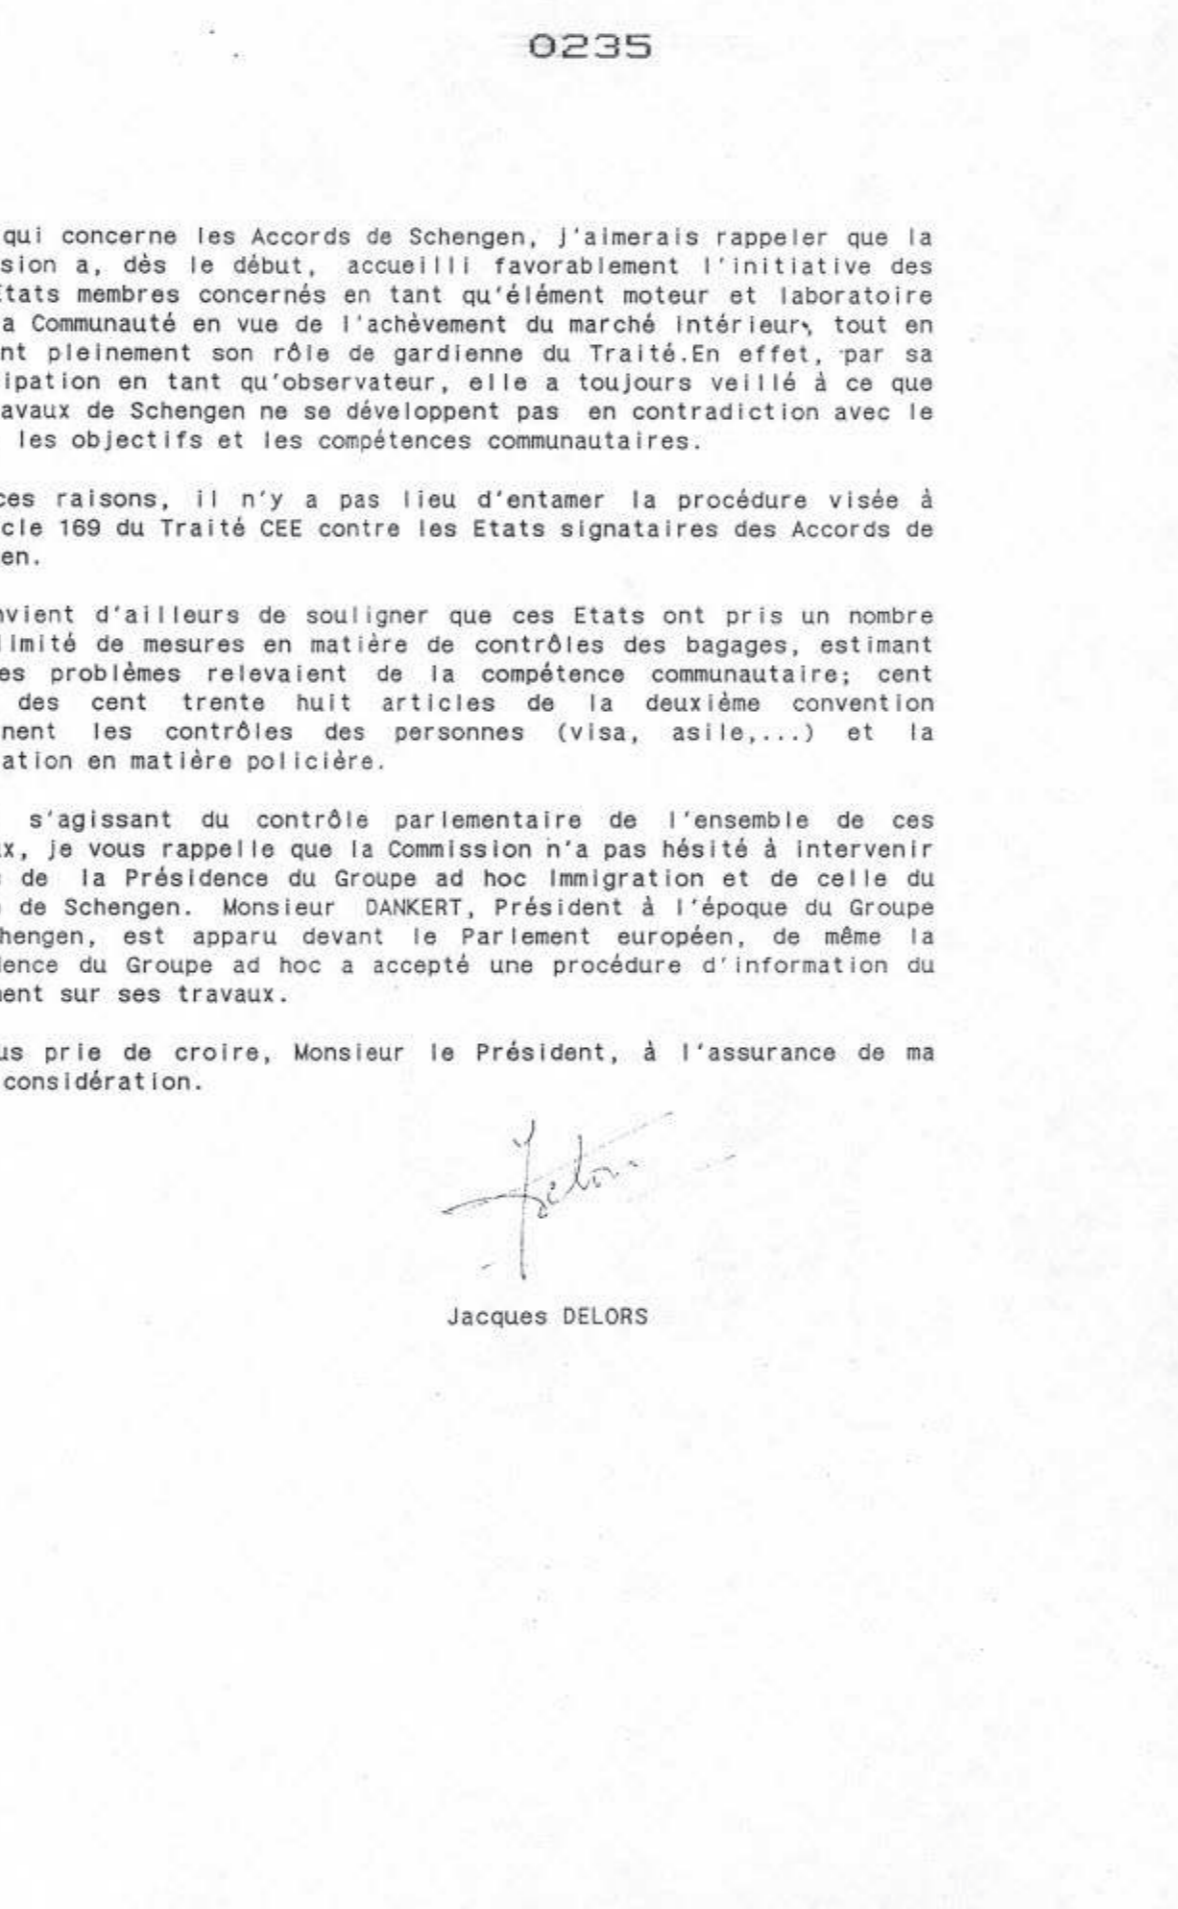 0235
qui concerne les Accords de Schengen, j'aimerais rappeler que la
sion a, dès le début, accueilli favorablement l'initiative des
Etats membres concernés en tant qu'élément moteur et laboratoire
a Communauté en vue de l'achèvement du marché intérieur, tout en
nt pleinement son rôle de gardienne du Traité.En effet, par sa
ipation en tant qu'observateur, elle a toujours veillé à ce que
avaux de Schengen ne se développent pas en contradiction avec le
les objectifs et les compétences communautaires.
ces raisons, il n'y a pas lieu d'entamer la procédure visée à
cle 169 du Traité CEE contre les Etats signataires des Accords de
en.
nvient d'ailleurs de souligner que ces Etats ont pris un nombre
limité de mesures en matière de contrôles des bagages, estimant
es problèmes relevaient de la compétence communautaire; cent
des cent trente huit articles de la deuxième convention
nent les contrôles des personnes (visa, asile,...) et la
ation en matière policière.
s'agissant du contrôle parlementaire de l'ensemble de ces
ux, je vous rappelle que la Commission n'a pas hésité à intervenir
de la Présidence du Groupe ad hoc Immigration et de celle du
de Schengen. Monsieur DANKERT, Président à l'époque du Groupe
hengen, est apparu devant le Parlement européen, de même la
dence du Groupe ad hoc a accepté une procédure d'information du
ment sur ses travaux.
us prie de croire, Monsieur le Président, à l'assurance de ma
considération.
Jacques DELORS